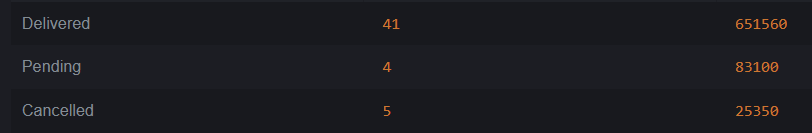 Delivered 41 651560
Pending 4 83100
Cancelled 5 25350